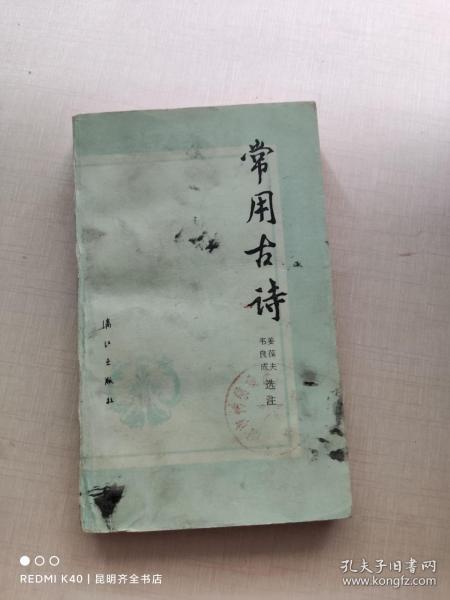 常用古诗
姜葆夫
韦良成
选注
漓江出版社
REDMI K40 | 昆明齐全书店
孔夫子旧书网
www.kongfz.com